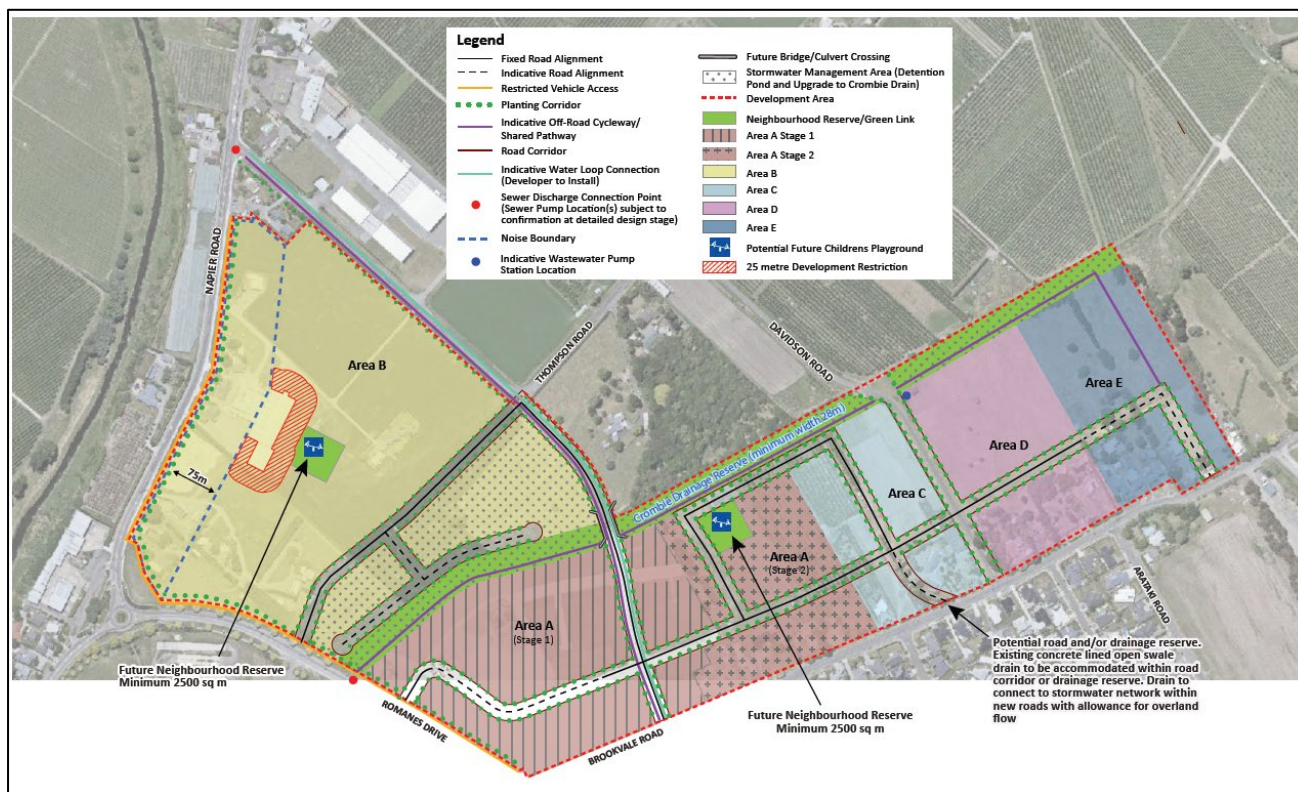 Legend
Fixed Road Alignment
Indicative Road Alignment
Restricted Vehicle Access
Planting Corridor
Indicative Off-Road Cycleway/
Shared Pathway
Road Corridor
Indicative Water Loop Connection
(Developer to Install)
Sewer Discharge Connection Point
(Sewer Pump Location(s) subject to
confirmation at detailed design stage)
Noise Boundary
Indicative Wastewater Pump
Station Location
Future Bridge/Culvert Crossing
Stormwater Management Area (Detention
Pond and Upgrade to Crombie Drain)
Development Area
Neighbourhood Reserve/Green Link
Area A Stage 1
Area A Stage 2
Area B
Area C
Area D
Area E
Potential Future Childrens Playground
25 metre Development Restriction
NAPIER ROAD
Area B
THOMPSON ROAD
DAVIDSON ROAD
Area E
Area D
Crombie Drainage Reserve (minimum width 28m)
Area C
75m
Area A
(Stage 2)
Area A
(Stage 1)
ARATAKI ROAD
Future Neighbourhood Reserve
Minimum 2500 sq m
ROMANES DRIVE
BROOKVALE ROAD
Future Neighbourhood Reserve
Minimum 2500 sq m
Potential road and/or drainage reserve.
Existing concrete lined open swale
drain to be accommodated within road
corridor or drainage reserve. Drain to
connect to stormwater network within
new roads with allowance for overland
flow